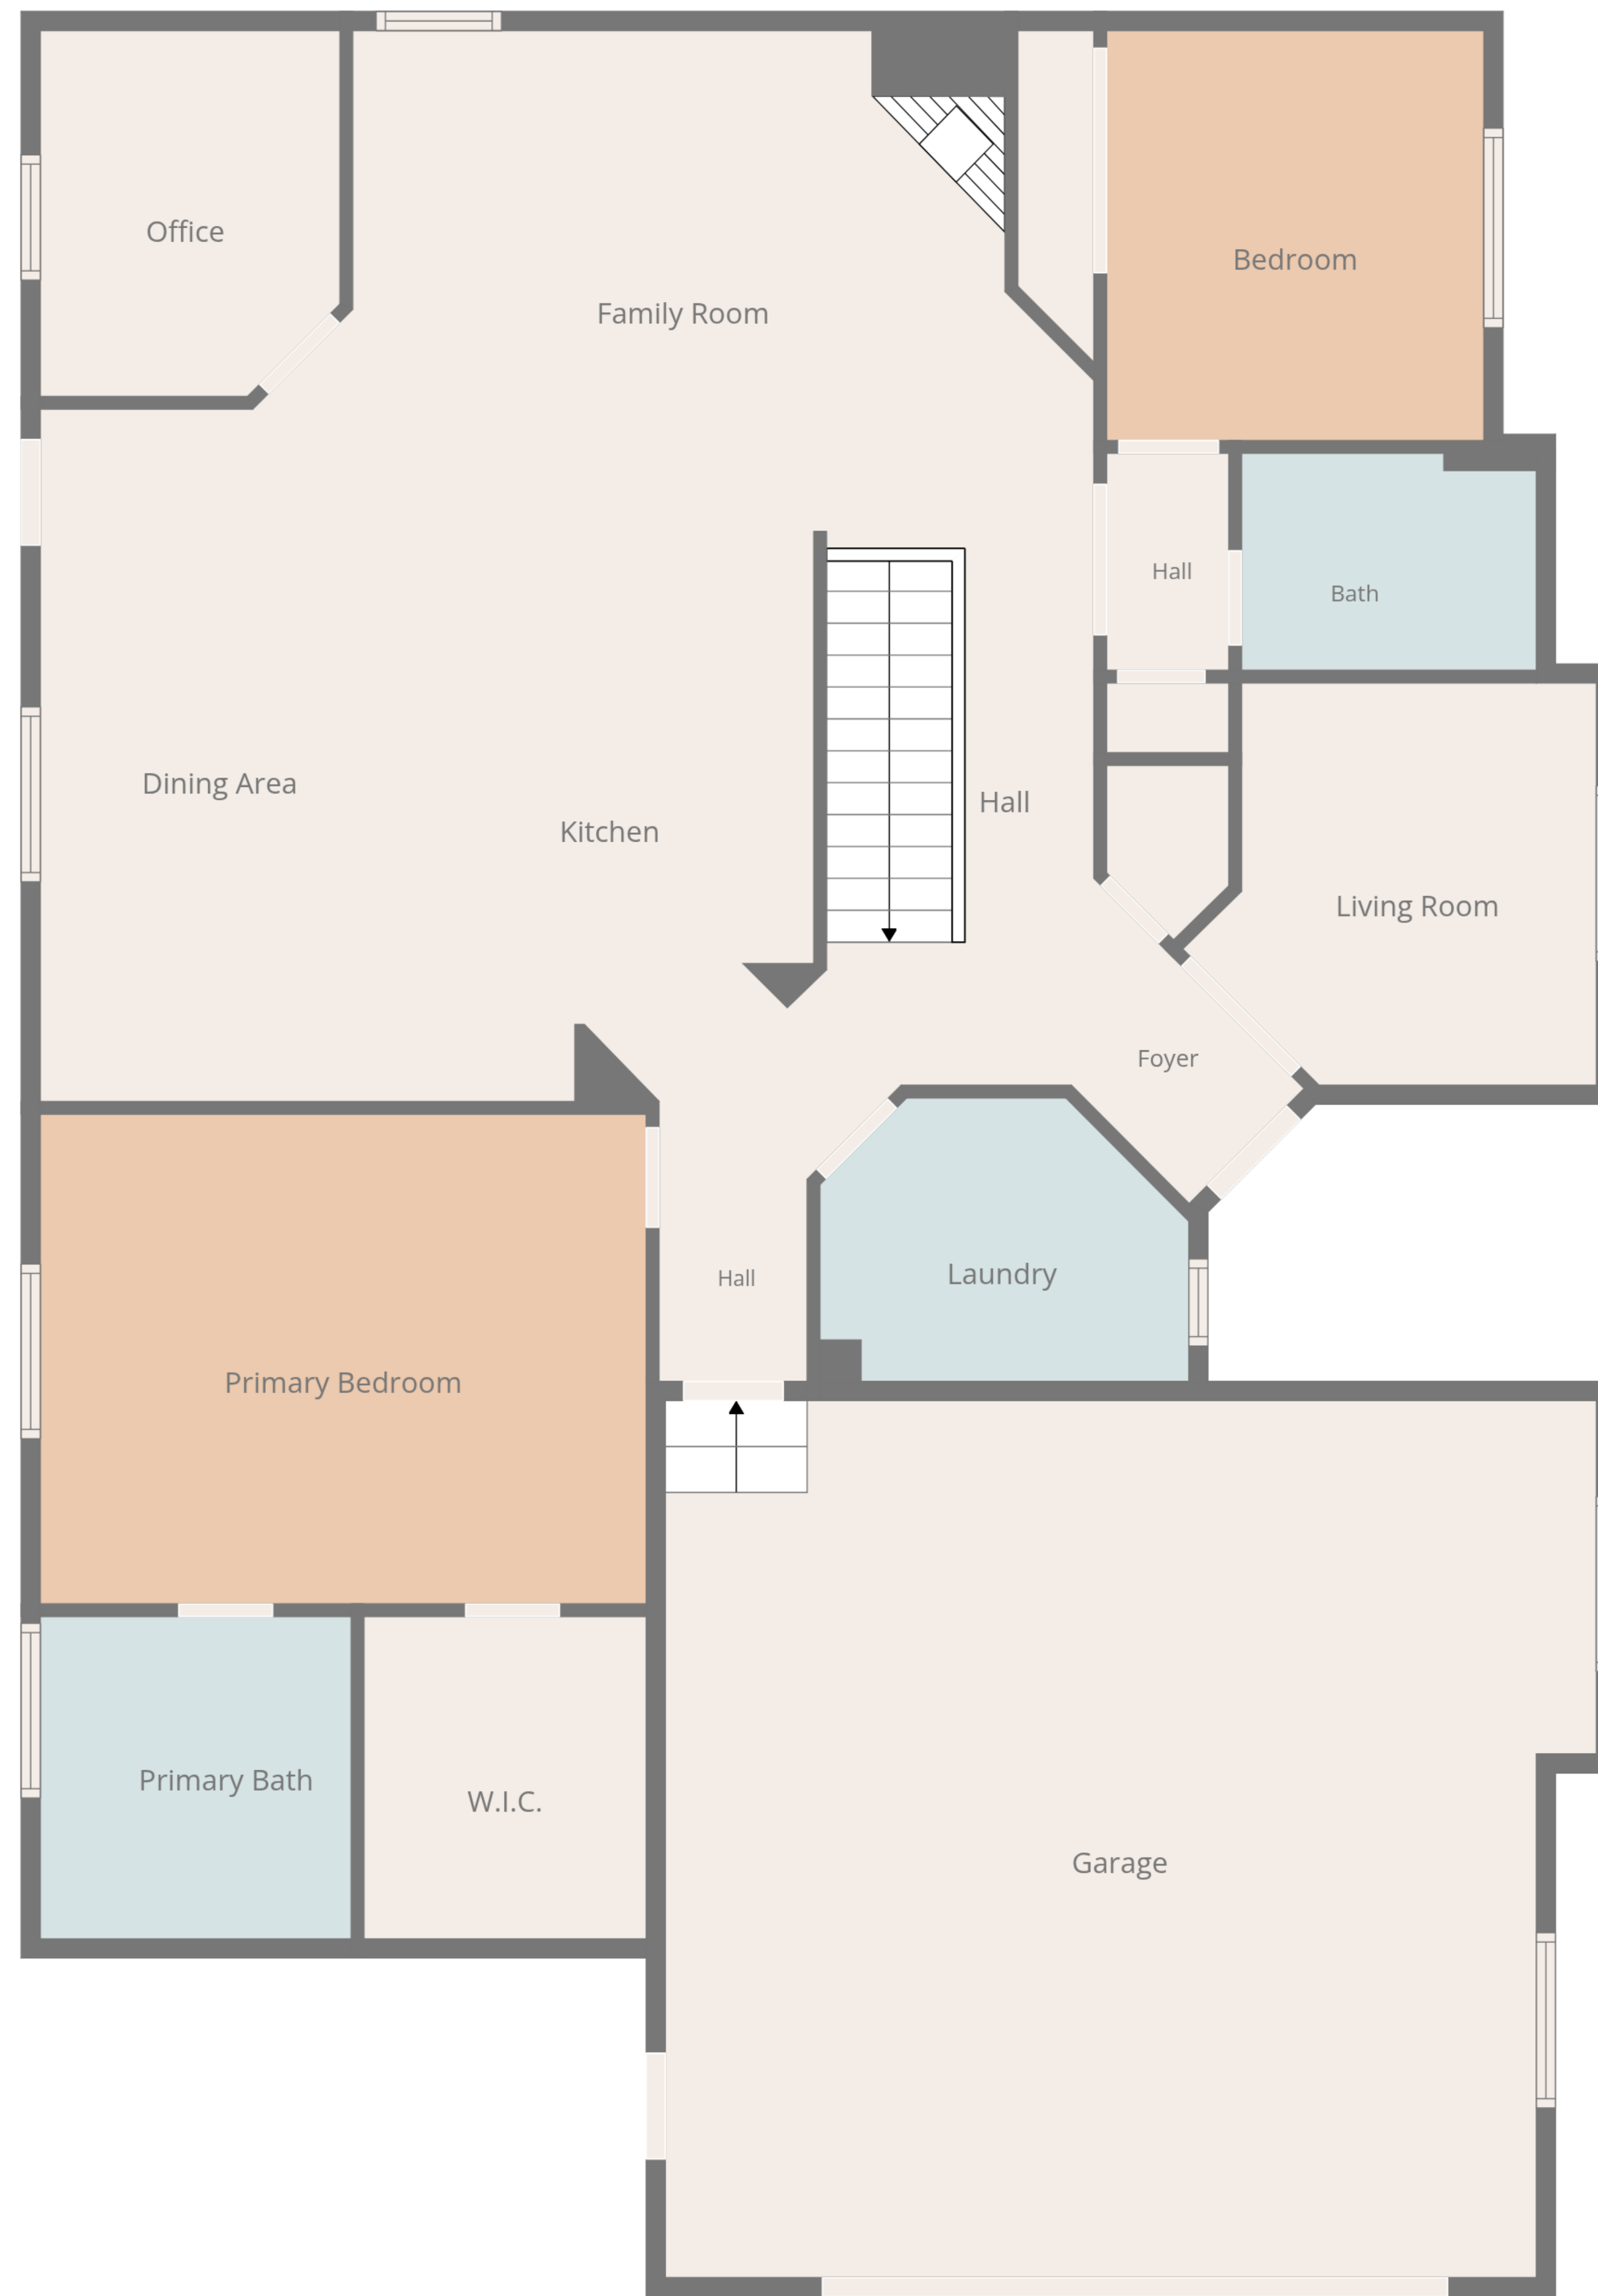 Office
Bedroom
Family Room
Hall
Bath
Dining Area
Hall
Kitchen
Living Room
Foyer
Laundry
Hall
Primary Bedroom
Primary Bath
W.I.C.
Garage